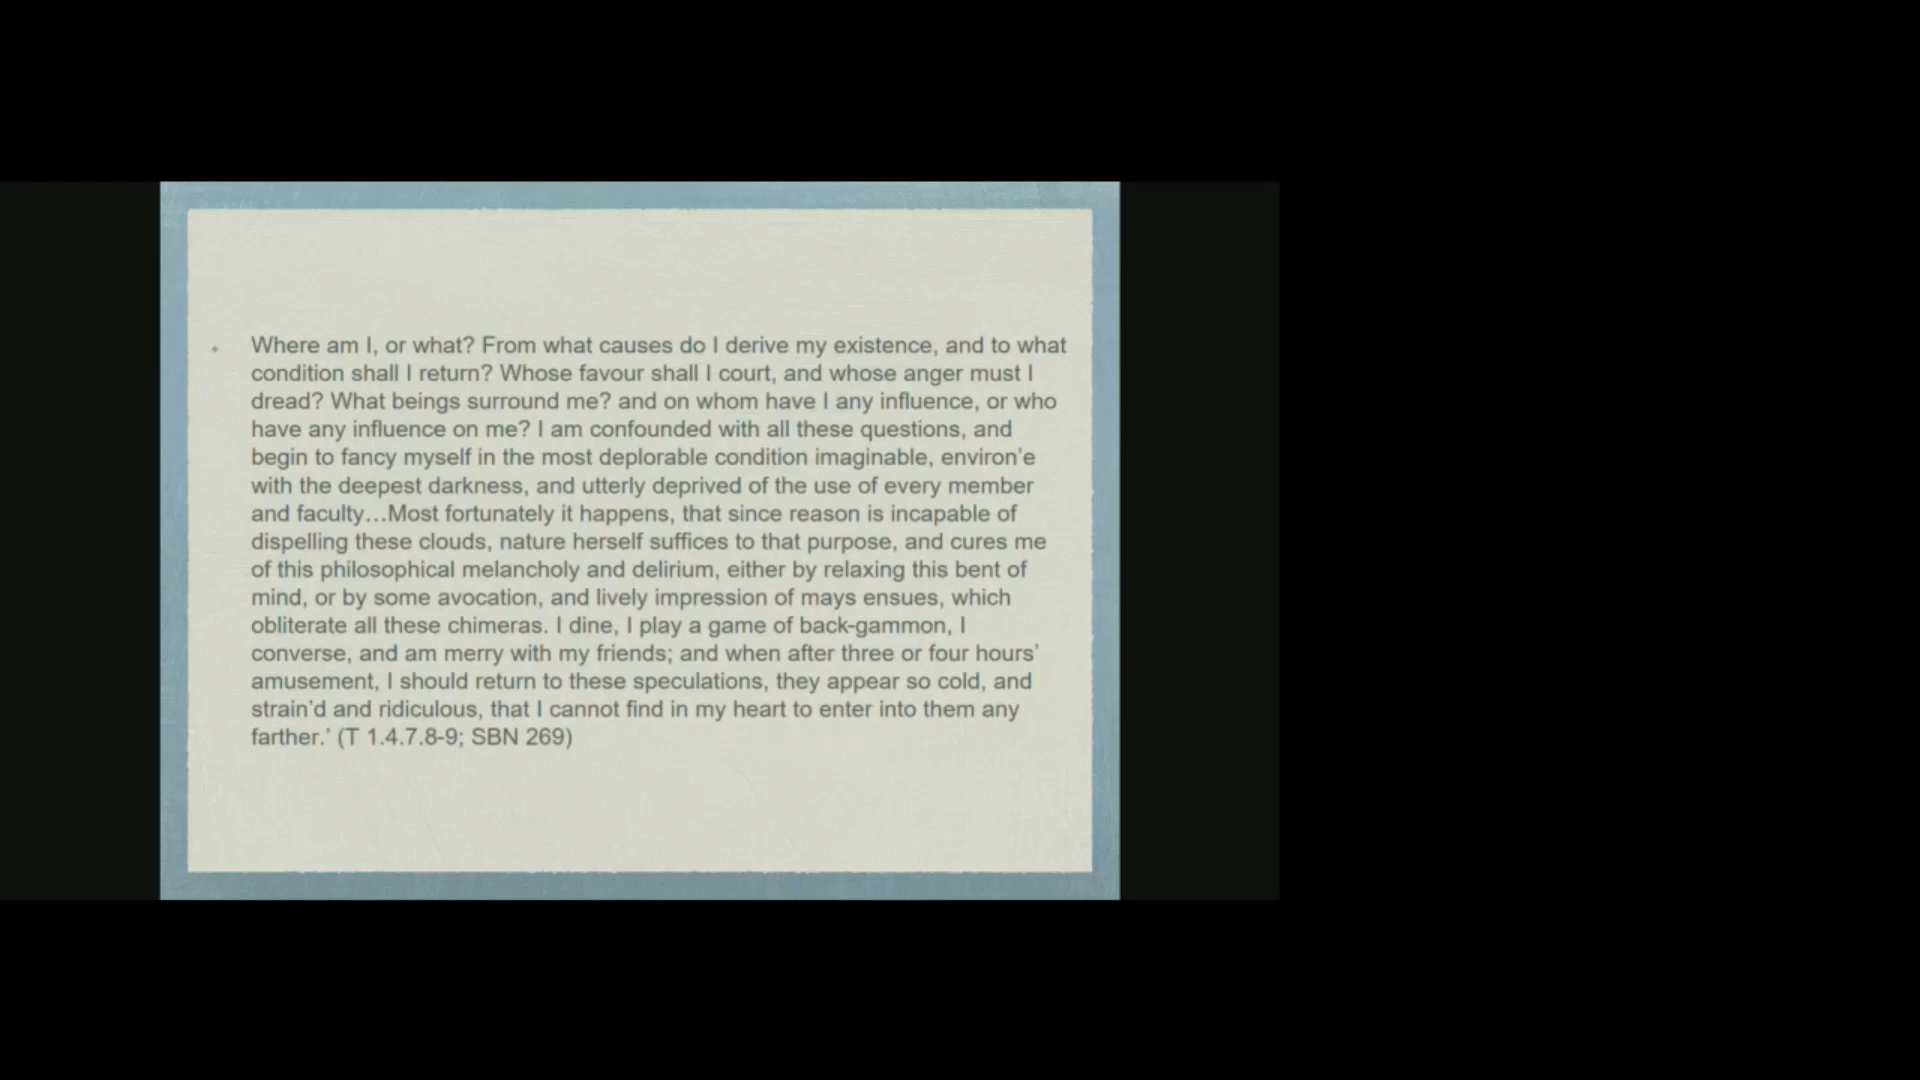 Where am I, or what? From what causes do I derive my existence, and to what
condition shall I return? Whose favour shall I court, and whose anger must I
dread? What beings surround me? and on whom have I any influence, or who
have any influence on me? I am confounded with all these questions, and
begin to fancy myself in the most deplorable condition imaginable, environ’e
with the deepest darkness, and utterly deprived of the use of every member
and faculty…Most fortunately it happens, that since reason is incapable of
dispelling these clouds, nature herself suffices to that purpose, and cures me
of this philosophical melancholy and delirium, either by relaxing this bent of
mind, or by some avocation, and lively impression of mays ensues, which
obliterate all these chimeras. I dine, I play a game of back-gammon, I
converse, and am merry with my friends; and when after three or four hours’
amusement, I should return to these speculations, they appear so cold, and
strain’d and ridiculous, that I cannot find in my heart to enter into them any
farther.’ (T 1.4.7.8-9; SBN 269)